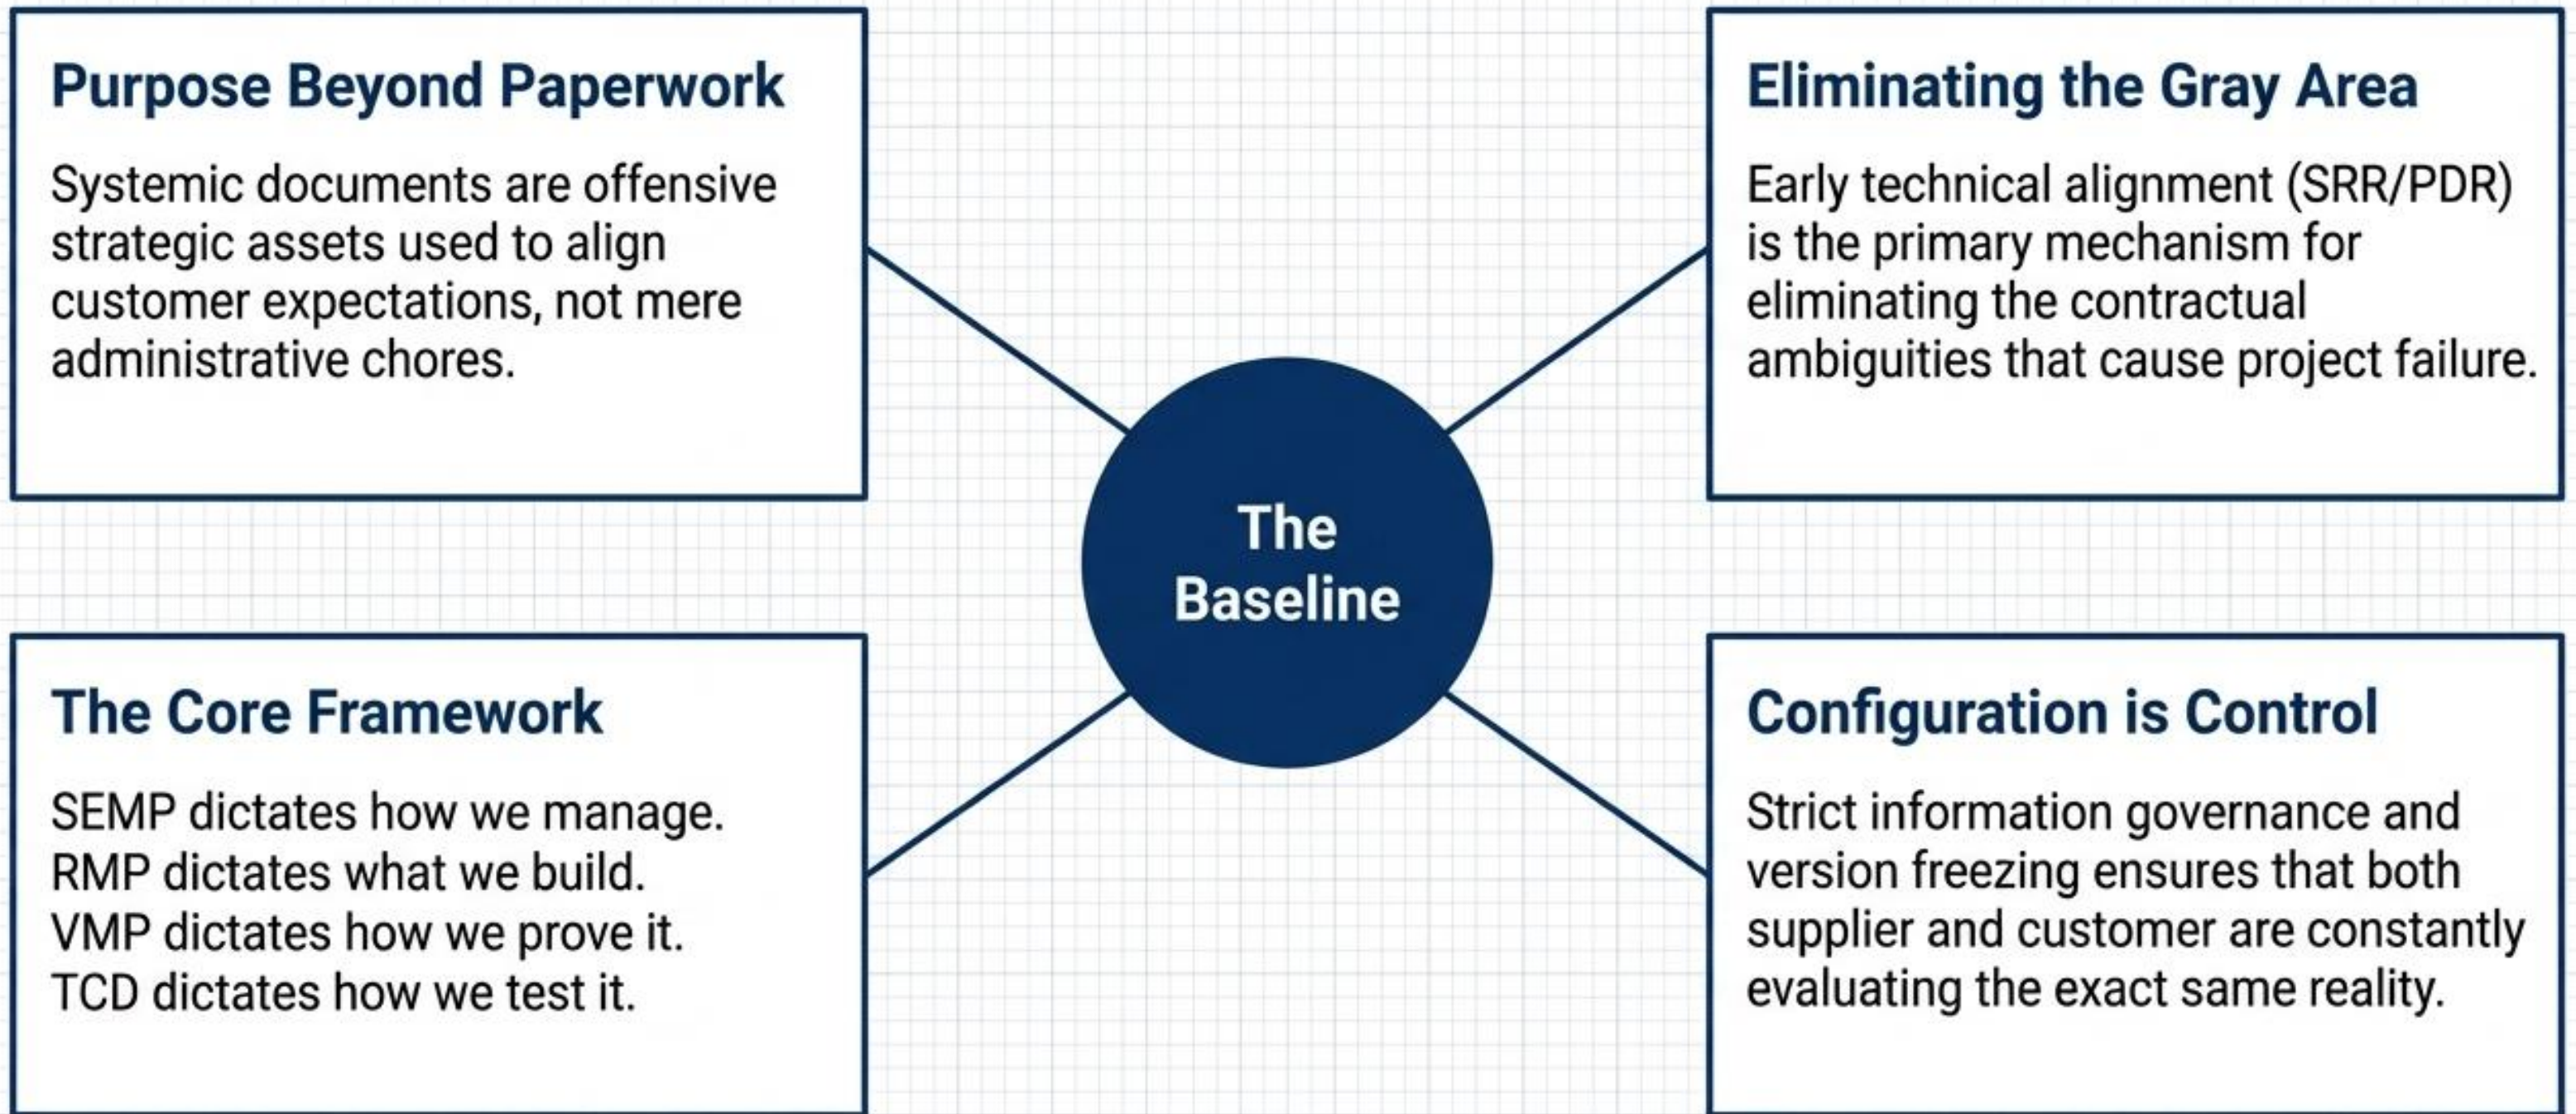 Purpose Beyond Paperwork
Systemic documents are offensive
strategic assets used to align
customer expectations, not mere
administrative chores.
Eliminating the Gray Area
Early technical alignment (SRR/PDR)
is the primary mechanism for
eliminating the contractual
ambiguities that cause project failure.
The
Baseline
The Core Framework
SEMP dictates how we manage.
RMP dictates what we build.
VMP dictates how we prove it.
TCD dictates how we test it.
Configuration is Control
Strict information governance and
version freezing ensures that both
supplier and customer are constantly
evaluating the exact same reality.